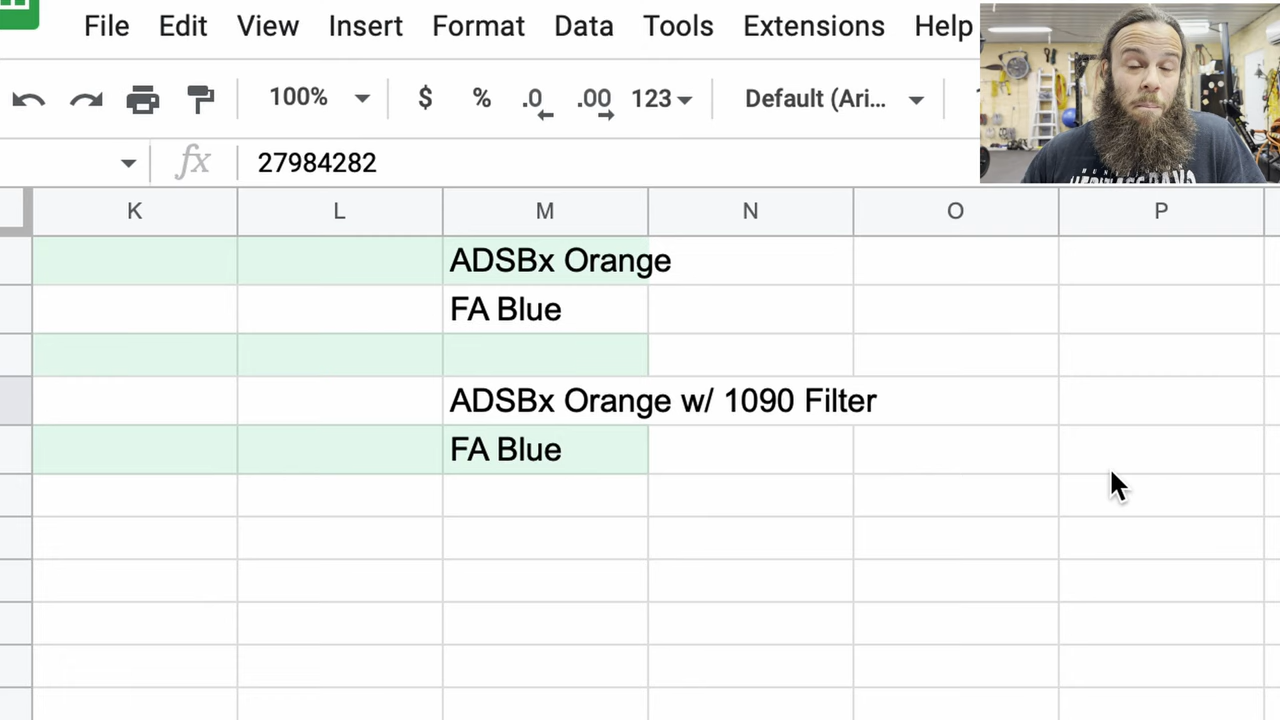 File Edit View Insert Format Data Tools Extensions Help
100% $ % .0 .00 123 Default (Ari...
fx 27984282
K L M N O P
ADSBx Orange
FA Blue
ADSBx Orange w/ 1090 Filter
FA Blue